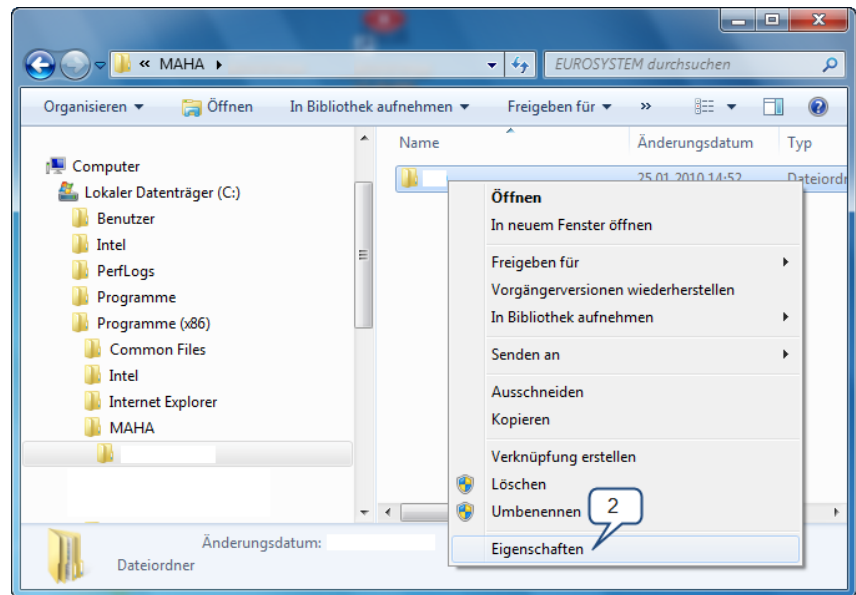 « MAHA
EUROSYSTEM durchsuchen
Organisieren Öffnen In Bibliothek aufnehmen Freigeben für »
Name Änderungsdatum Typ
Computer
Lokaler Datenträger (C:)
Benutzer
Intel
PerfLogs
Programme
Programme (x86)
Common Files
Intel
Internet Explorer
MAHA
25.01.2010 14:52 Dateiordn
Öffnen
In neuem Fenster öffnen
Freigeben für
Vorgängerversionen wiederherstellen
In Bibliothek aufnehmen
Senden an
Ausschneiden
Kopieren
Verknüpfung erstellen
Löschen
Umbenennen
2
Eigenschaften
Änderungsdatum:
Dateiordner